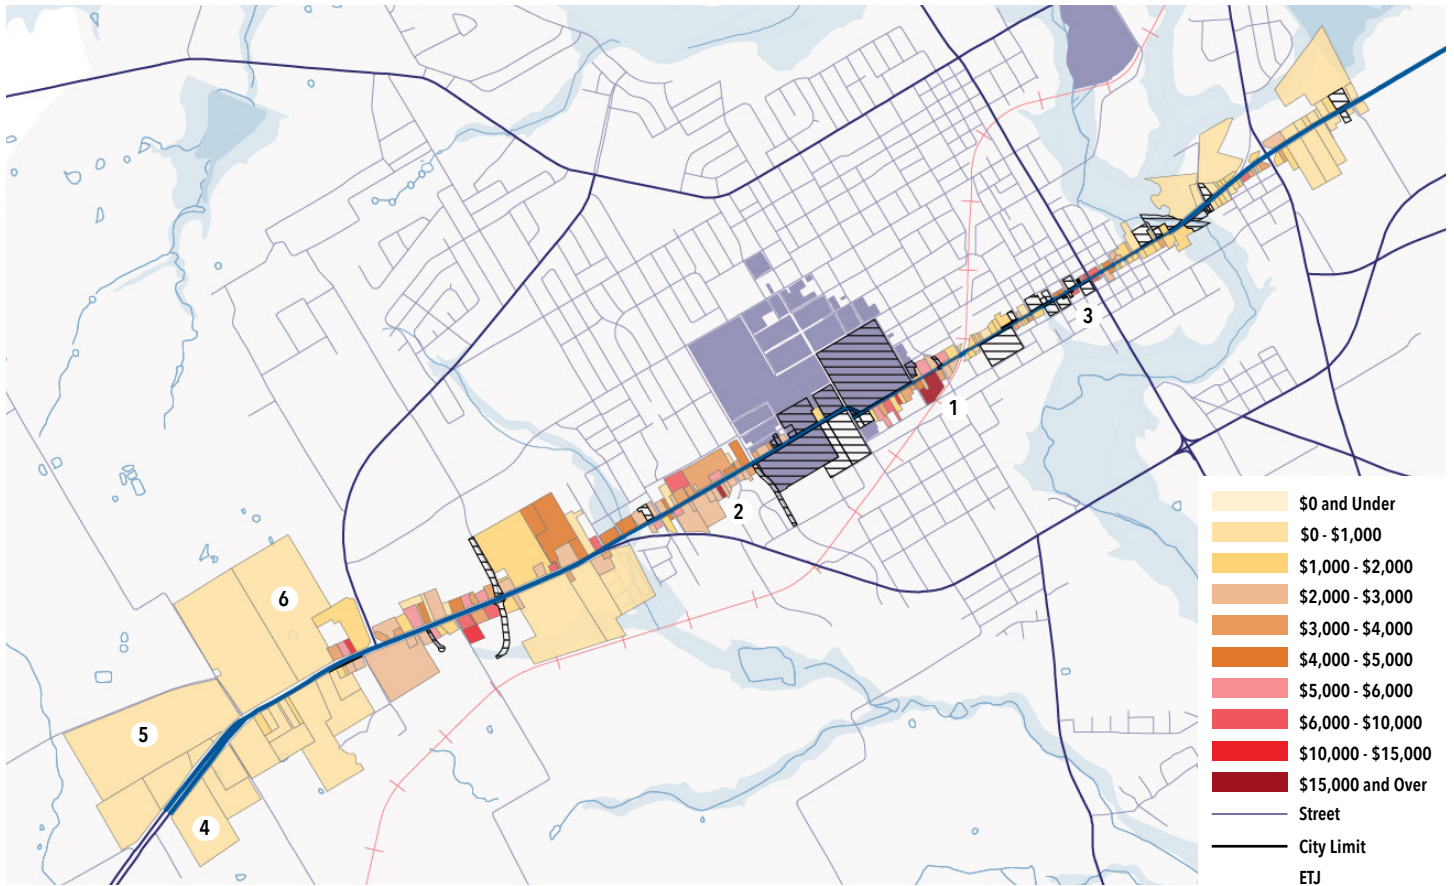 3
1
2
6
5
4
$0 and Under
$0 - $1,000
$1,000 - $2,000
$2,000 - $3,000
$3,000 - $4,000
$4,000 - $5,000
$5,000 - $6,000
$6,000 - $10,000
$10,000 - $15,000
$15,000 and Over
Street
City Limit
ETJ